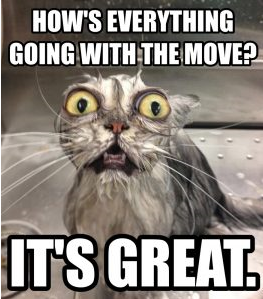 HOW'S EVERYTHING
GOING WITH THE MOVE?
IT'S GREAT.